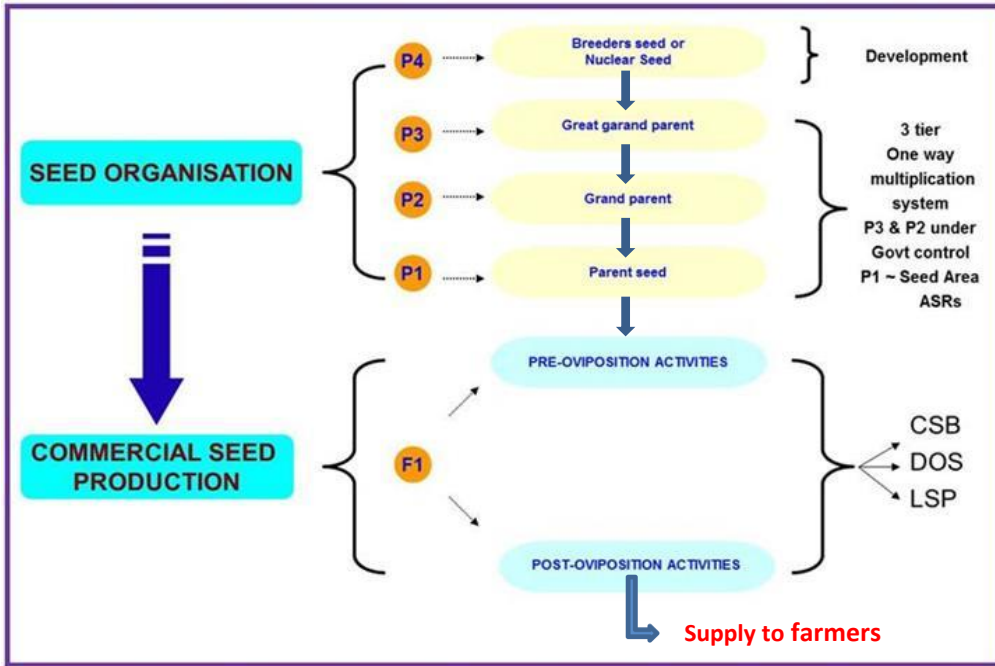 P4
Breeders seed or
Nuclear Seed
Development
P3
Great garand parent
SEED ORGANISATION
P2
Grand parent
P1
Parent seed
3 tier
One way
multiplication
system
P3 & P2 under
Govt control
P1 ~ Seed Area
ASRs
PRE-OVIPOSITION ACTIVITIES
COMMERCIAL SEED
PRODUCTION
F1
CSB
DOS
LSP
POST-OVIPOSITION ACTIVITIES
Supply to farmers